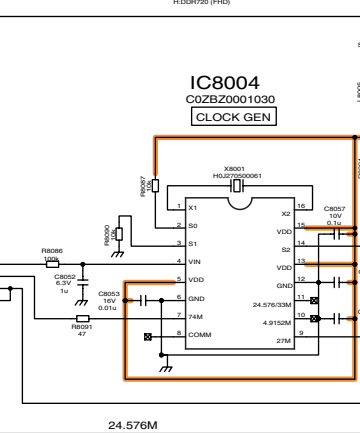 H:DDR720 (FHD)
IC8004
C0ZBZ0001030
CLOCK GEN
X8001
H0J270500061
R8087
10k
1 X1
16
X2
C8057
10V
0.1u
2 S0
15
VDD
R8090
10k
3 S1
14
S2
R8086
100k
4 VIN
13
VDD
C8052
6.3V
1u
5 VDD
12
GND
C8053
16V
0.01u
6 GND
11
24.576/33M
R8091
47
7 74M
10
4.9152M
8 COMM
9
27M
24.576M